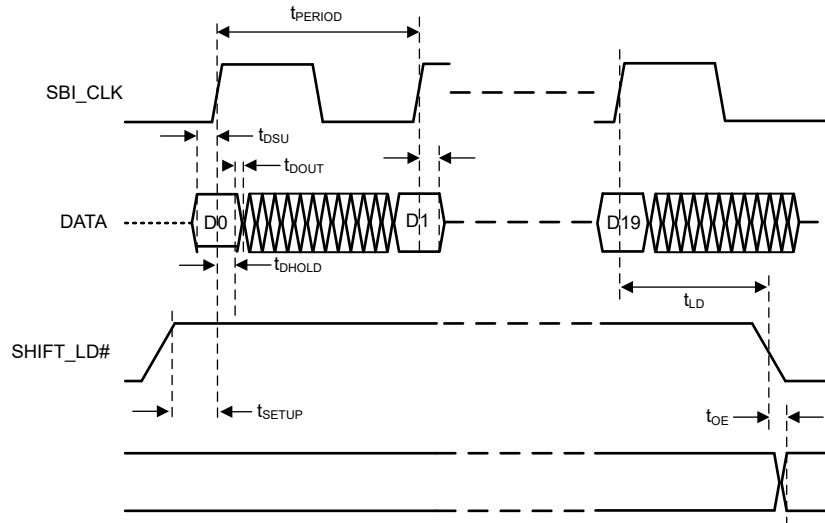 tPERIOD
SBI_CLK
tDSU
tDOUT
DATA
D0
D1
D19
tDHOLD
tLD
SHIFT_LD#
tSETUP
tOE